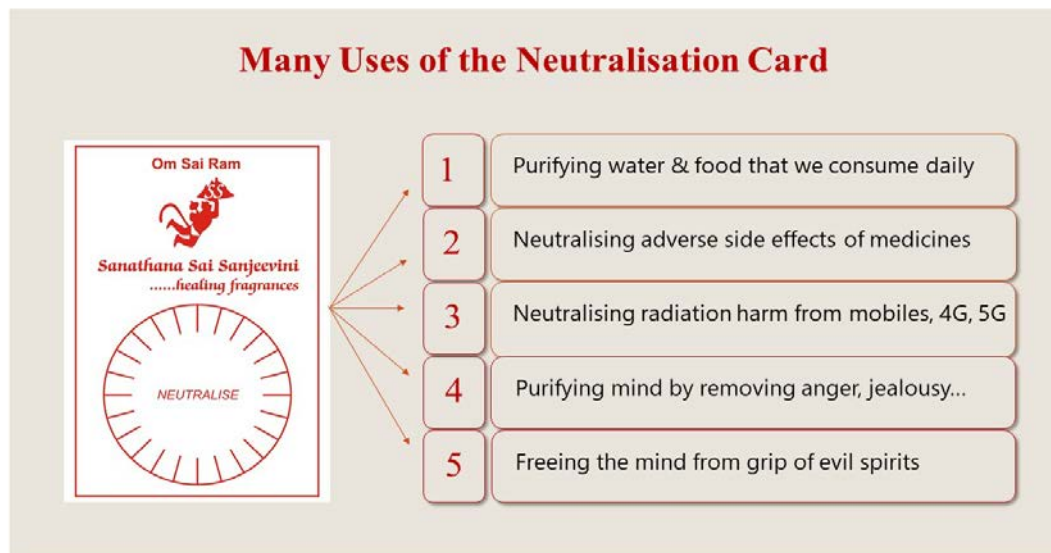 Many Uses of the Neutralisation Card
Om Sai Ram
SS
Sanathana Sai Sanjeevini
......healing fragrances
NEUTRALISE
1 Purifying water & food that we consume daily
2 Neutralising adverse side effects of medicines
3 Neutralising radiation harm from mobiles, 4G, 5G
4 Purifying mind by removing anger, jealousy...
5 Freeing the mind from grip of evil spirits